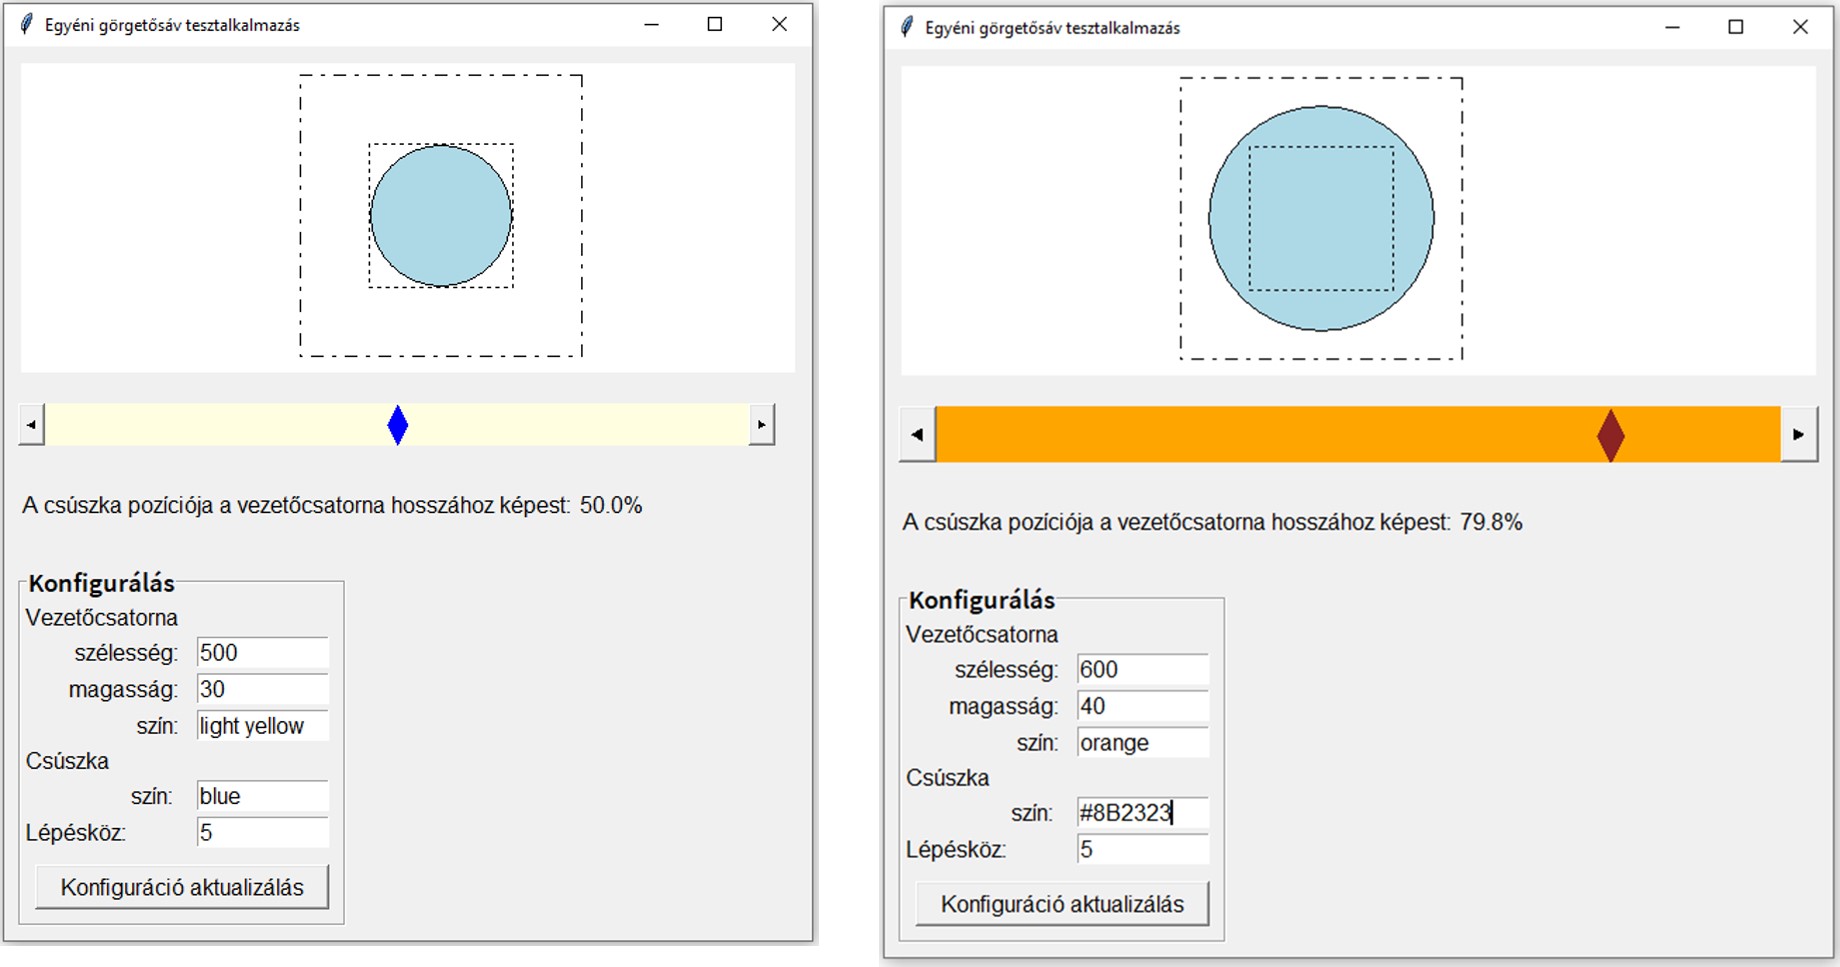 Egyéni görgetősáv tesztalkalmazás
A csúszka pozíciója a vezetőcsatorna hosszához képest: 50.0%
Konfigurálás
Vezetőcsatorna
szélesség: 500
magasság: 30
szín: light yellow
Csúszka
szín: blue
Lépésköz: 5
Konfiguráció aktualizálás
Egyéni görgetősáv tesztalkalmazás
A csúszka pozíciója a vezetőcsatorna hosszához képest: 79.8%
Konfigurálás
Vezetőcsatorna
szélesség: 600
magasság: 40
szín: orange
Csúszka
szín: #8B2323
Lépésköz: 5
Konfiguráció aktualizálás